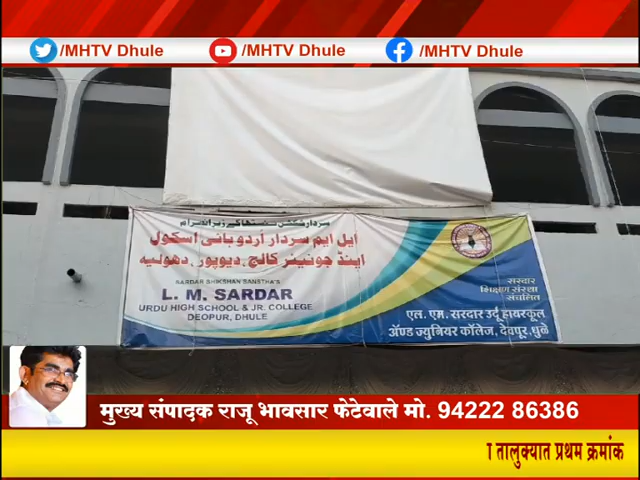 /MHTV Dhule /MHTV Dhule /MHTV Dhule
ایل ایم سردار اردو ہائی اسکول
اینڈ جونیئر کالج، دیوپور، دھولیہ
SARDAR SHIKSHAN SANSTHA'S
L. M. SARDAR
URDU HIGH SCHOOL & JR. COLLEGE
DEOPUR, DHULE
सरदार
शिक्षण संस्था
संचलित
एल. एम. सरदार उर्दू हायस्कूल
ॲण्ड ज्युनियर कॉलेज, देवपूर, धुळे
मुख्य संपादक राजू भावसार फेटेवाले मो. 94222 86386
तालुक्यात प्रथम क्रमांक